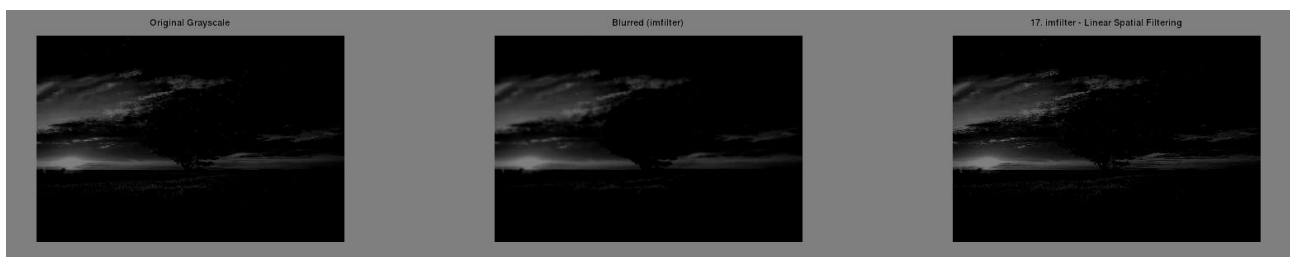 Original Grayscale
Blurred (imfilter)
17. imfilter - Linear Spatial Filtering